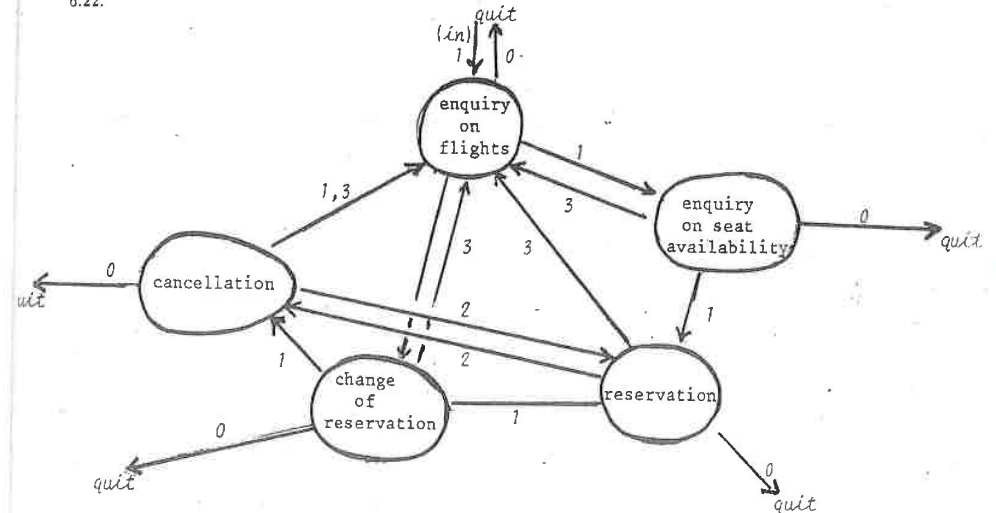 6.22.
quit
(in)
1
0
enquiry
on
flights
1
3
enquiry
on seat
availability
0
quit
1,3
3
3
cancellation
0
uit
2
2
1
1
change
of
reservation
0
quit
1
reservation
0
quit